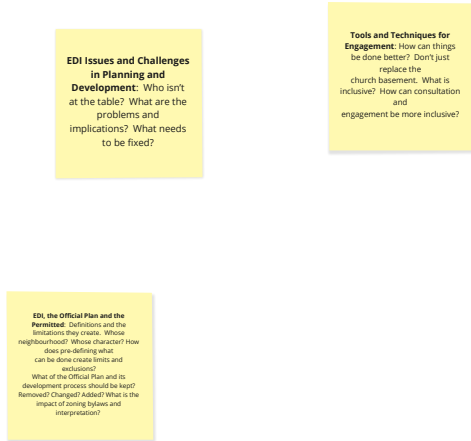 EDI Issues and Challenges
in Planning and
Development: Who isn't
at the table? What are the
problems and
implications? What needs
to be fixed?
Tools and Techniques for
Engagement: How can things
be done better? Don't just
replace the
church basement. What is
inclusive? How can consultation
and
engagement be more inclusive?
EDI, the Official Plan and the
Permitted: Definitions and the
limitations they create. Whose
neighbourhood? Whose character? How
does pre-defining what
can be done create limits and
exclusions?
What of the Official Plan and its
development process should be kept?
Removed? Changed? Added? What is the
impact of zoning bylaws and
interpretation?